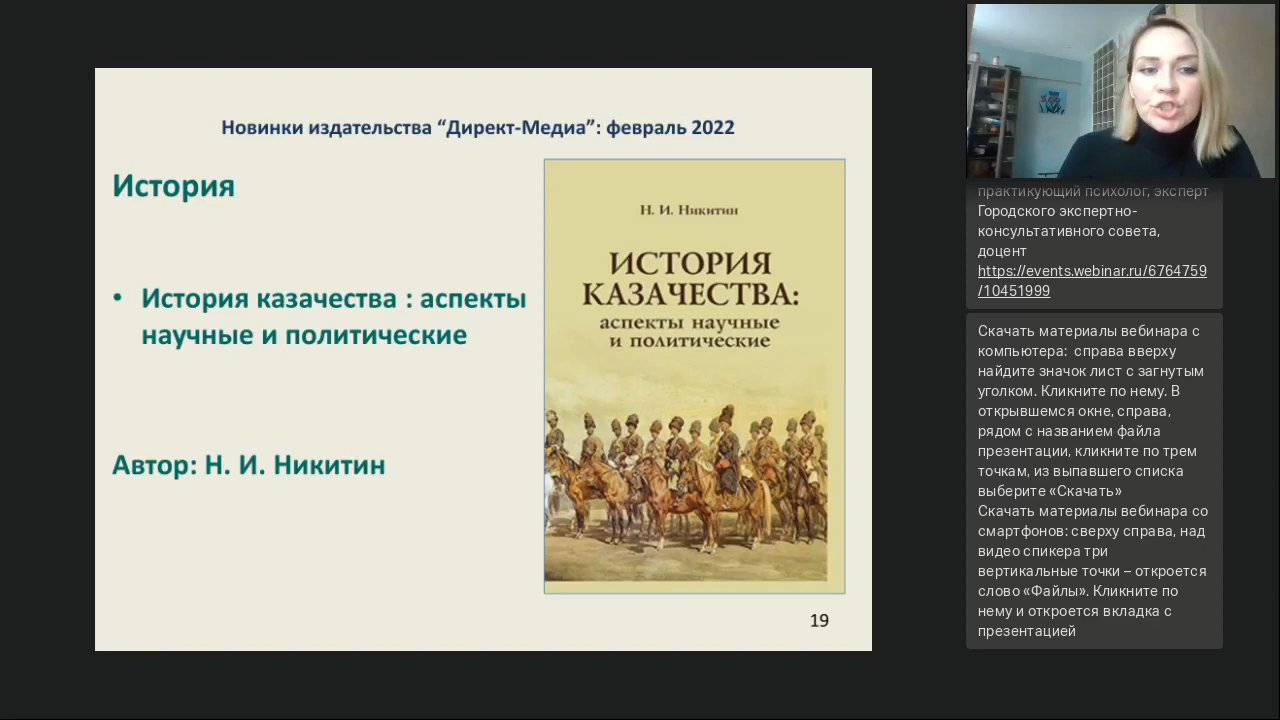 Новинки издательства “Директ-Медиа”: февраль 2022
История
• История казачества : аспекты
научные и политические
Автор: Н. И. Никитин
Н. И. Никитин
ИСТОРИЯ
КАЗАЧЕСТВА:
аспекты научные
и политические
19
практикующий психолог, эксперт
Городского экспертно-
консультативного совета,
доцент
https://events.webinar.ru/6764759
/10451999
Скачать материалы вебинара с
компьютера:  справа вверху
найдите значок лист с загнутым
уголком. Кликните по нему. В
открывшемся окне, справа,
рядом с названием файла
презентации, кликните по трем
точкам, из выпавшего списка
выберите «Скачать»
Скачать материалы вебинара со
смартфонов: сверху справа, над
видео спикера три
вертикальные точки – откроется
слово «Файлы». Кликните по
нему и откроется вкладка с
презентацией